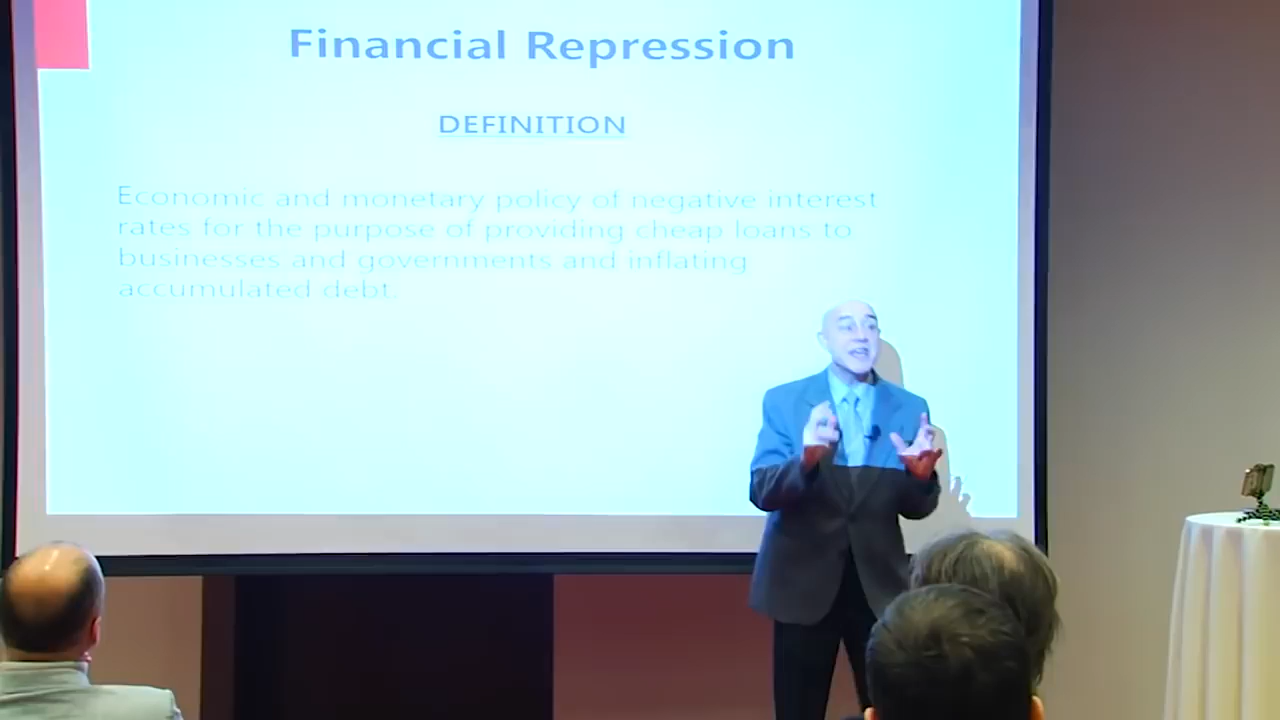 Financial Repression
DEFINITION
Economic and monetary policy of negative interest
rates for the purpose of providing cheap loans to
businesses and governments and inflating
accumulated debt.